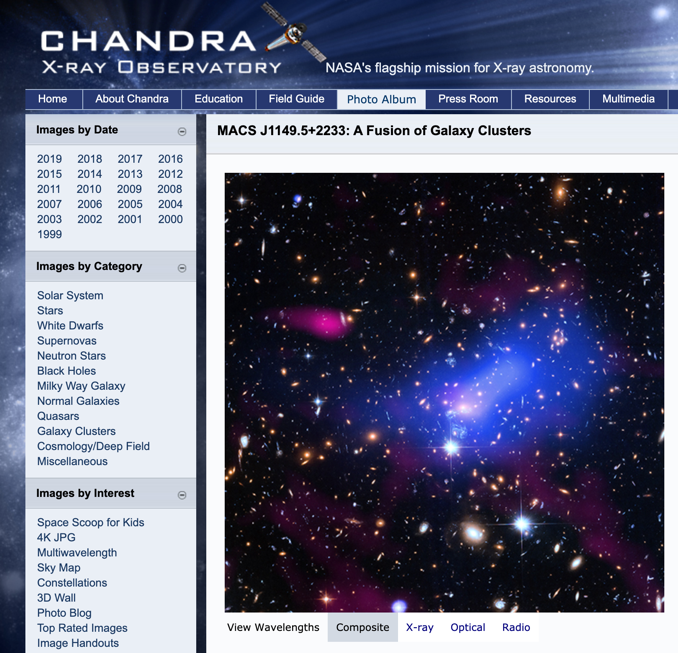 CHANDRA
X-RAY OBSERVATORY
NASA's flagship mission for X-ray astronomy.
Home About Chandra Education Field Guide Photo Album Press Room Resources Multimedia
Images by Date
2019 2018 2017 2016
2015 2014 2013 2012
2011 2010 2009 2008
2007 2006 2005 2004
2003 2002 2001 2000
1999
Images by Category
Solar System
Stars
White Dwarfs
Supernovas
Neutron Stars
Black Holes
Milky Way Galaxy
Normal Galaxies
Quasars
Galaxy Clusters
Cosmology/Deep Field
Miscellaneous
Images by Interest
Space Scoop for Kids
4K JPG
Multiwavelength
Sky Map
Constellations
3D Wall
Photo Blog
Top Rated Images
Image Handouts
MACS J1149.5+2233: A Fusion of Galaxy Clusters
View Wavelengths Composite X-ray Optical Radio